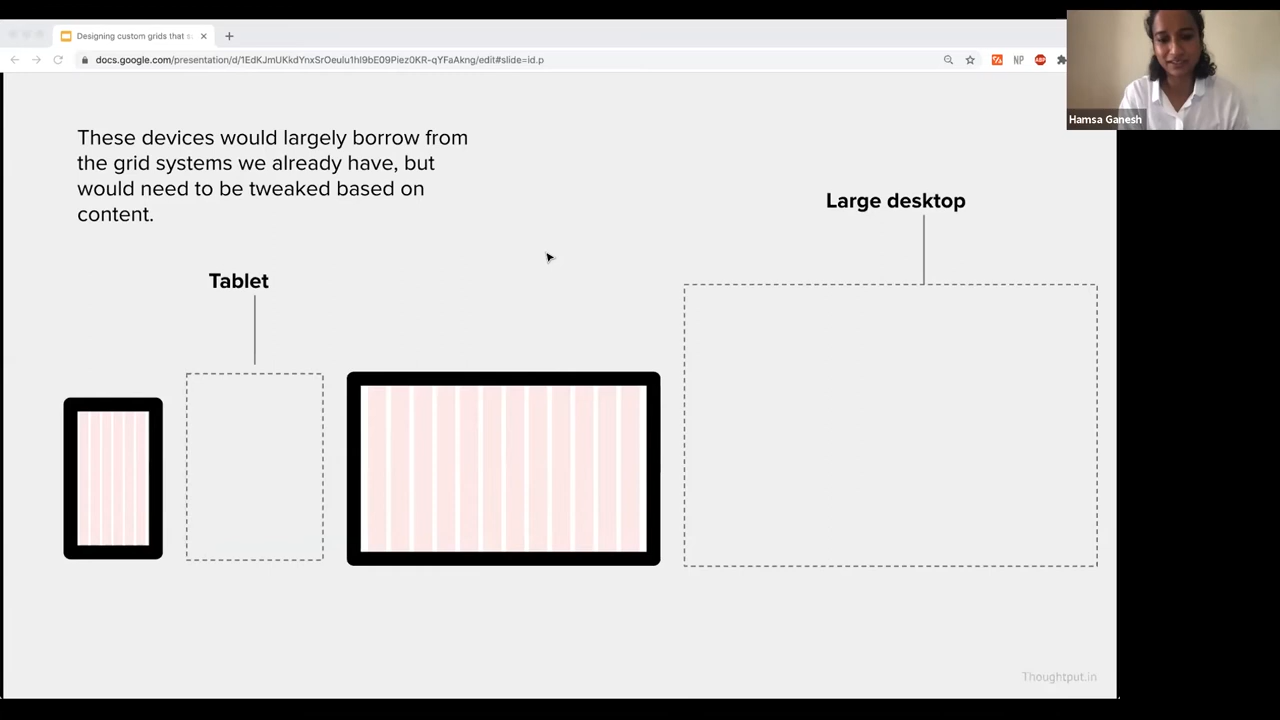 Designing custom grids that s
docs.google.com/presentation/d/1EdKJmUKkdYnxSrOeulu1hI9bE09Piez0KR-qYFaAkng/edit#slide=id.p
NP
ABP
Hamsa Ganesh
These devices would largely borrow from
the grid systems we already have, but
would need to be tweaked based on
content.
Large desktop
Tablet
Thoughtput.in